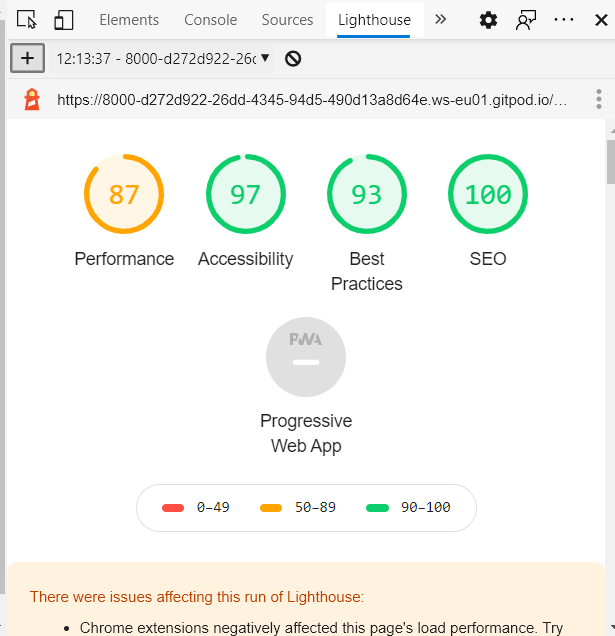 Elements Console Sources Lighthouse
12:13:37 - 8000-d272d922-26d
https://8000-d272d922-26dd-4345-94d5-490d13a8d64e.ws-eu01.gitpod.io/…
87 97 93 100
Performance Accessibility Best Practices SEO
PWA
Progressive
Web App
0–49 50–89 90–100
There were issues affecting this run of Lighthouse:
• Chrome extensions negatively affected this page's load performance. Try